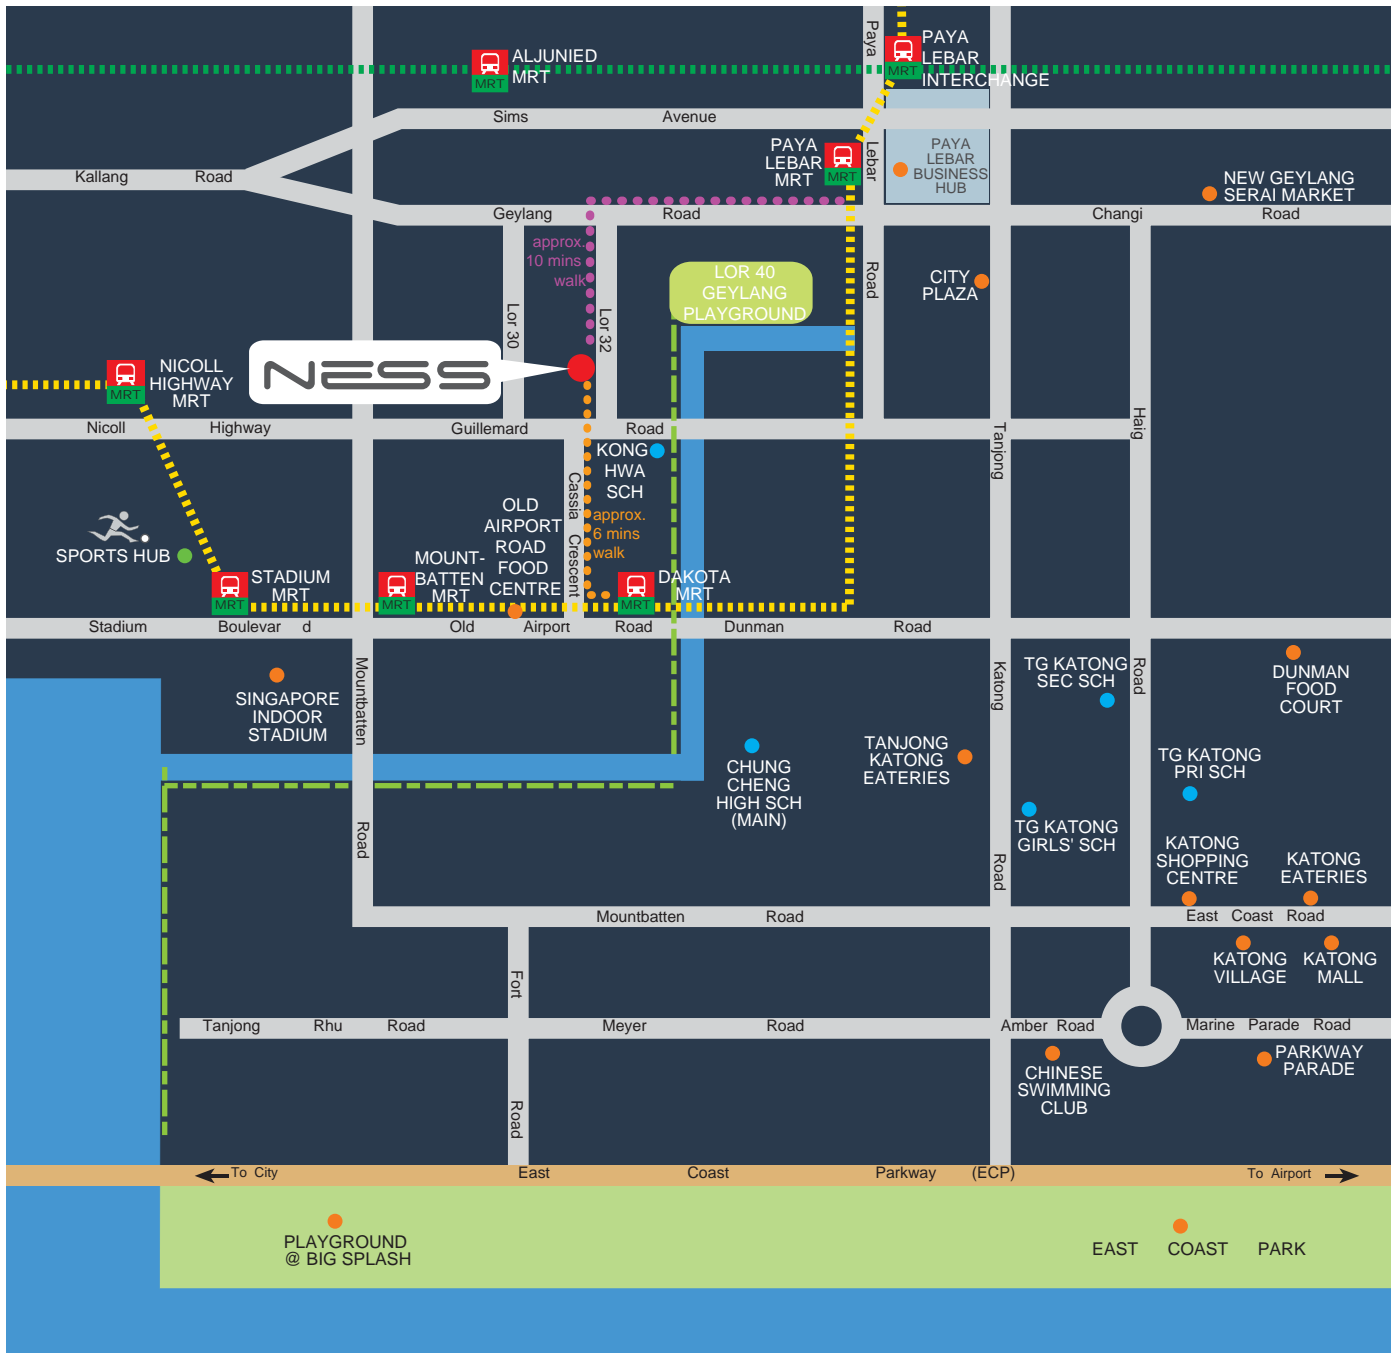 Paya
PAYA
LEBAR
INTERCHANGE
MRT
ALJUNIED
MRT
MRT
Sims Avenue
PAYA
LEBAR
MRT
MRT
Lebar
PAYA
LEBAR
BUSINESS
HUB
Kallang Road
NEW GEYLANG
SERAI MARKET
Geylang Road
Changi Road
approx.
10 mins
walk
LOR 40
GEYLANG
PLAYGROUND
Road
CITY
PLAZA
Lor 30
Lor 32
NESS
NICOLL
HIGHWAY
MRT
MRT
Nicoll Highway
Guillemard Road
Tanjong
Haig
KONG
HWA
SCH
Cassia Crescent
OLD
AIRPORT
ROAD
FOOD
CENTRE
approx.
6 mins
walk
SPORTS HUB
STADIUM
MRT
MRT
MOUNT-
BATTEN
MRT
MRT
DAKOTA
MRT
MRT
Stadium Boulevar d
Old Airport Road
Dunman Road
Mountbatten
Katong
TG KATONG
SEC SCH
Road
DUNMAN
FOOD
COURT
SINGAPORE
INDOOR
STADIUM
CHUNG
CHENG
HIGH SCH
(MAIN)
TANJONG
KATONG
EATERIES
TG KATONG
PRI SCH
TG KATONG
GIRLS' SCH
Road
Road
KATONG
SHOPPING
CENTRE
KATONG
EATERIES
Mountbatten Road
East Coast Road
KATONG
VILLAGE
KATONG
MALL
Fort
Tanjong Rhu Road
Meyer Road
Amber Road
Marine Parade Road
CHINESE
SWIMMING
CLUB
PARKWAY
PARADE
Road
To City
East Coast Parkway (ECP)
To Airport
PLAYGROUND
@ BIG SPLASH
EAST COAST PARK